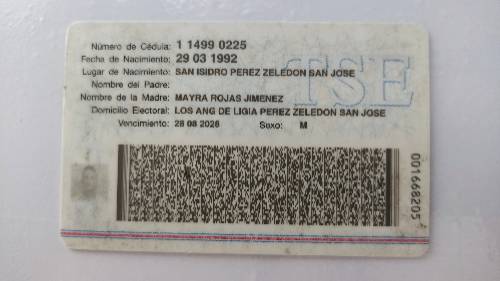 Número de Cédula: 1 1499 0225
Fecha de Nacimiento: 29 03 1992
Lugar de Nacimiento: SAN ISIDRO PEREZ ZELEDON SAN JOSE
Nombre del Padre:
Nombre de la Madre: MAYRA ROJAS JIMENEZ
Domicilio Electoral: LOS ANG DE LIGIA PEREZ ZELEDON SAN JOSE
Vencimiento: 28 08 2026 Sexo: M
TSE
001668205